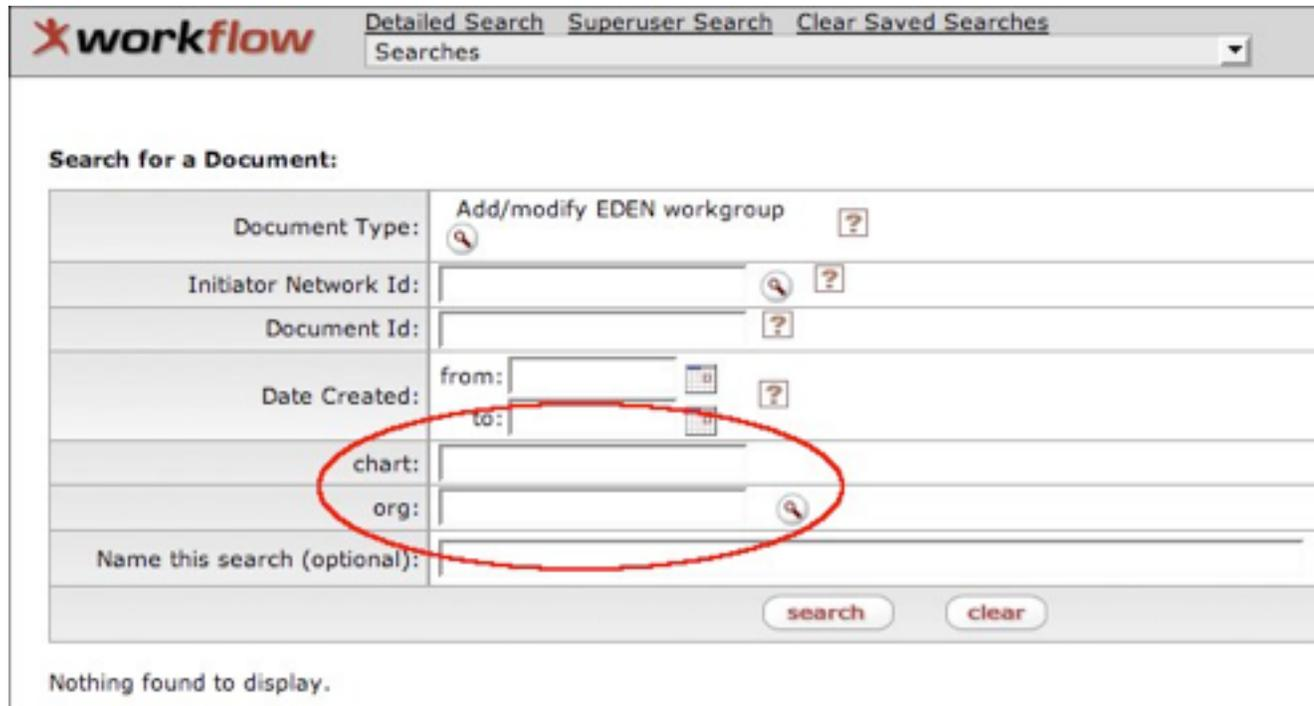 workflow
Detailed Search Superuser Search Clear Saved Searches
Searches
Search for a Document:
Document Type: Add/modify EDEN workgroup ?
Initiator Network Id: ?
Document Id: ?
Date Created: from: ?
to:
chart:
org:
Name this search (optional):
search clear
Nothing found to display.